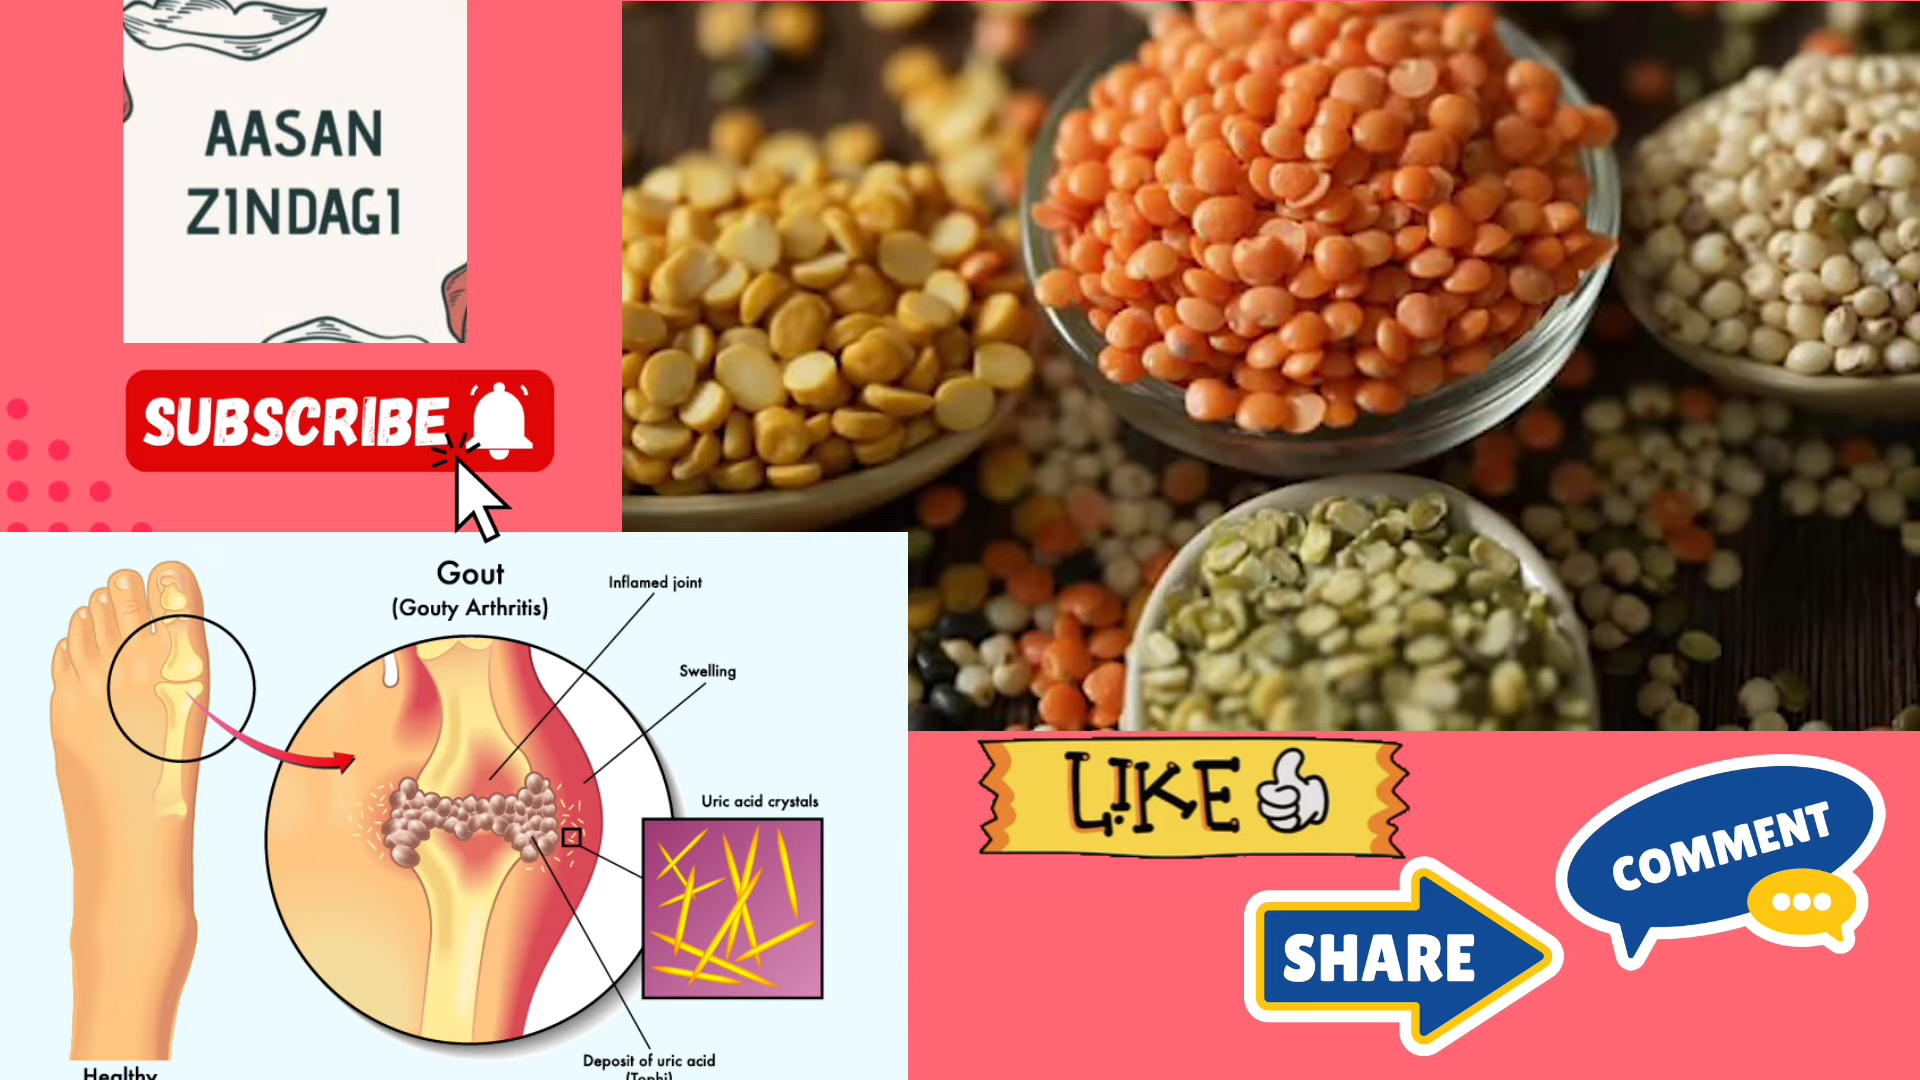 AASAN
ZINDAGI
SUBSCRIBE
Gout
(Gouty Arthritis)
Inflamed joint
Swelling
Uric acid crystals
Deposit of uric acid
(Tophi)
Healthy
LIKE
COMMENT
SHARE